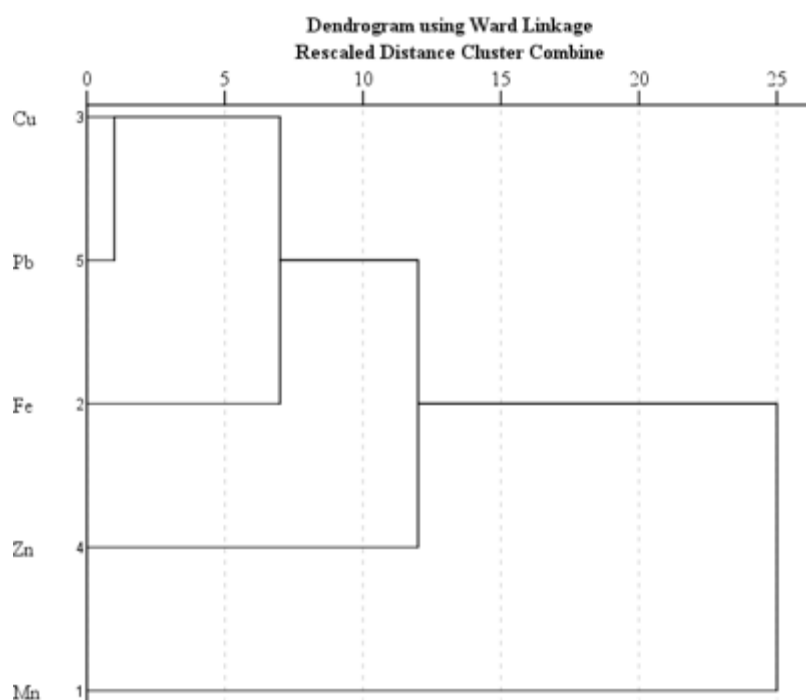 Dendrogram using Ward Linkage
Rescaled Distance Cluster Combine
0 5 10 15 20 25
Cu 3
Pb 5
Fe 2
Zn 4
Mn 1